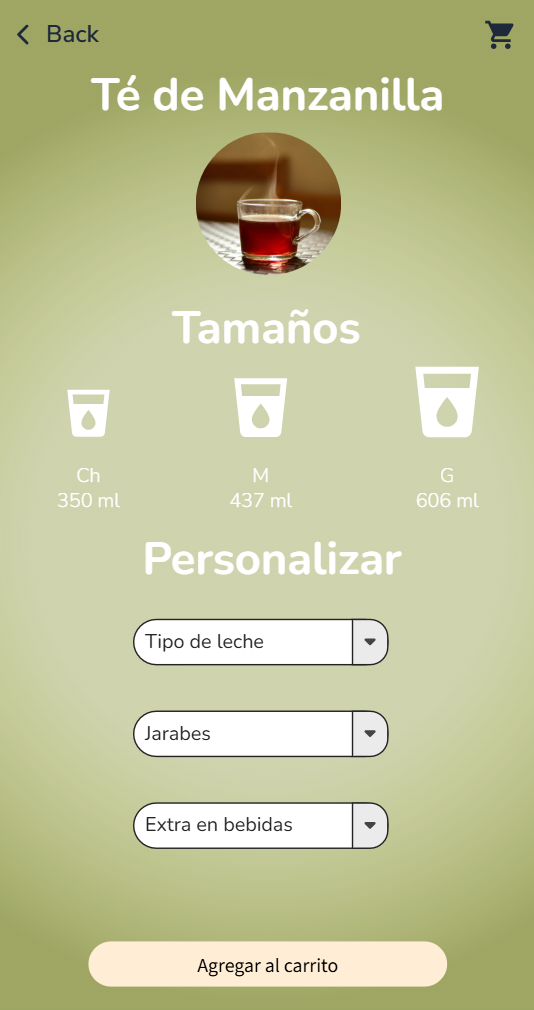 Back
Té de Manzanilla
Tamaños
Ch
350 ml
M
437 ml
G
606 ml
Personalizar
Tipo de leche
Jarabes
Extra en bebidas
Agregar al carrito